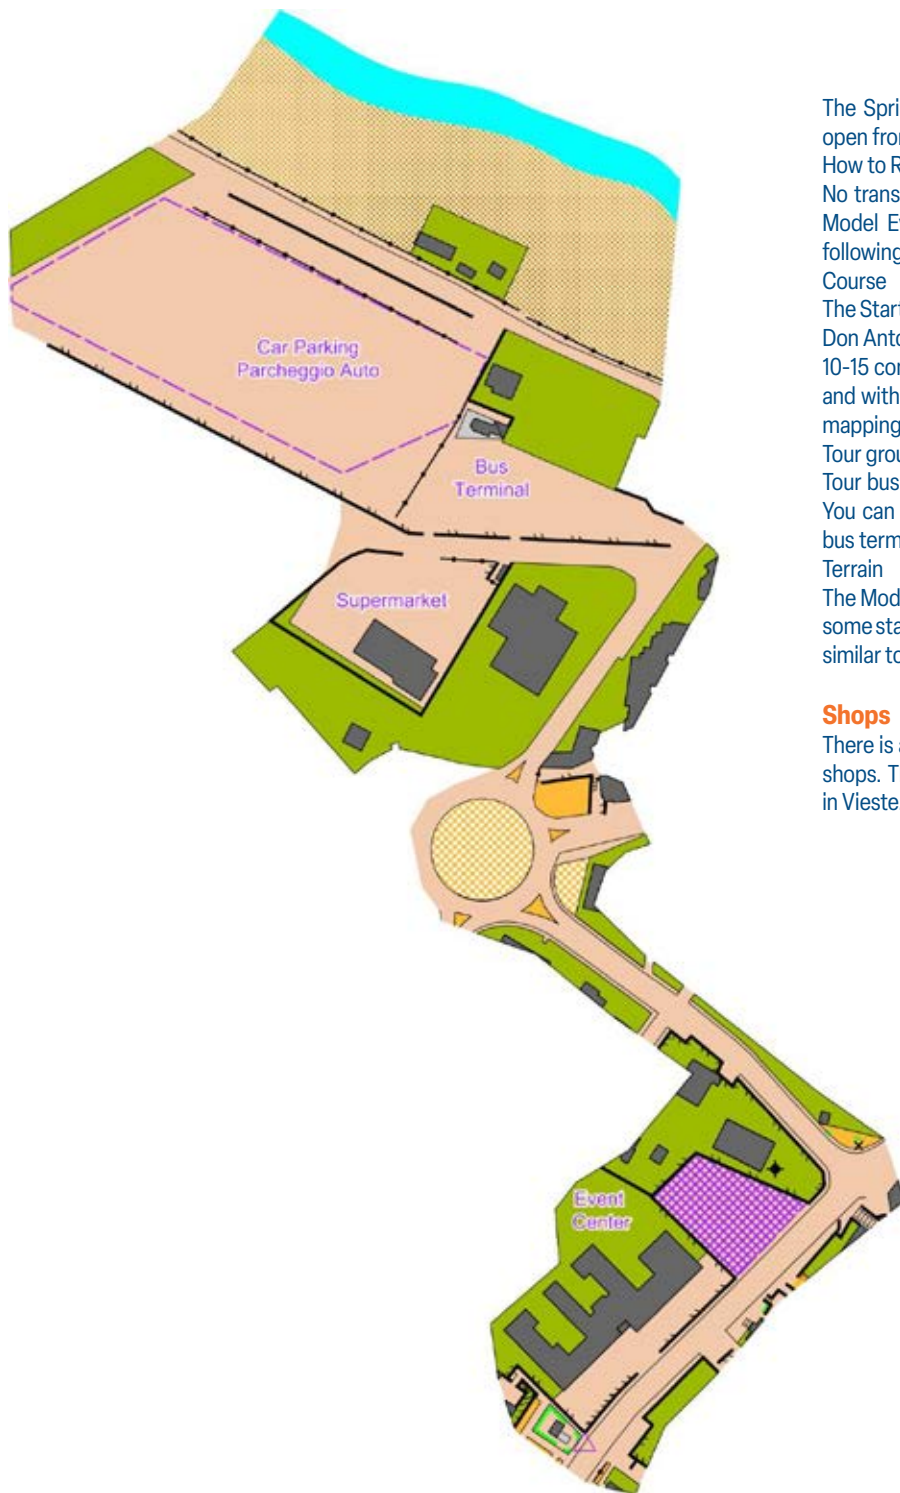 Car Parking
Parcheggio Auto
Bus
Terminal
Supermarket
Event
Center
The Spri
open fron
How to R
No trans
Model E
following
Course
The Start
Don Anto
10-15 con
and with
mapping
Tour grou
Tour bus
You can
bus term
Terrain
The Mod
some sta
similar to
Shops
There is a
shops. T
in Vieste